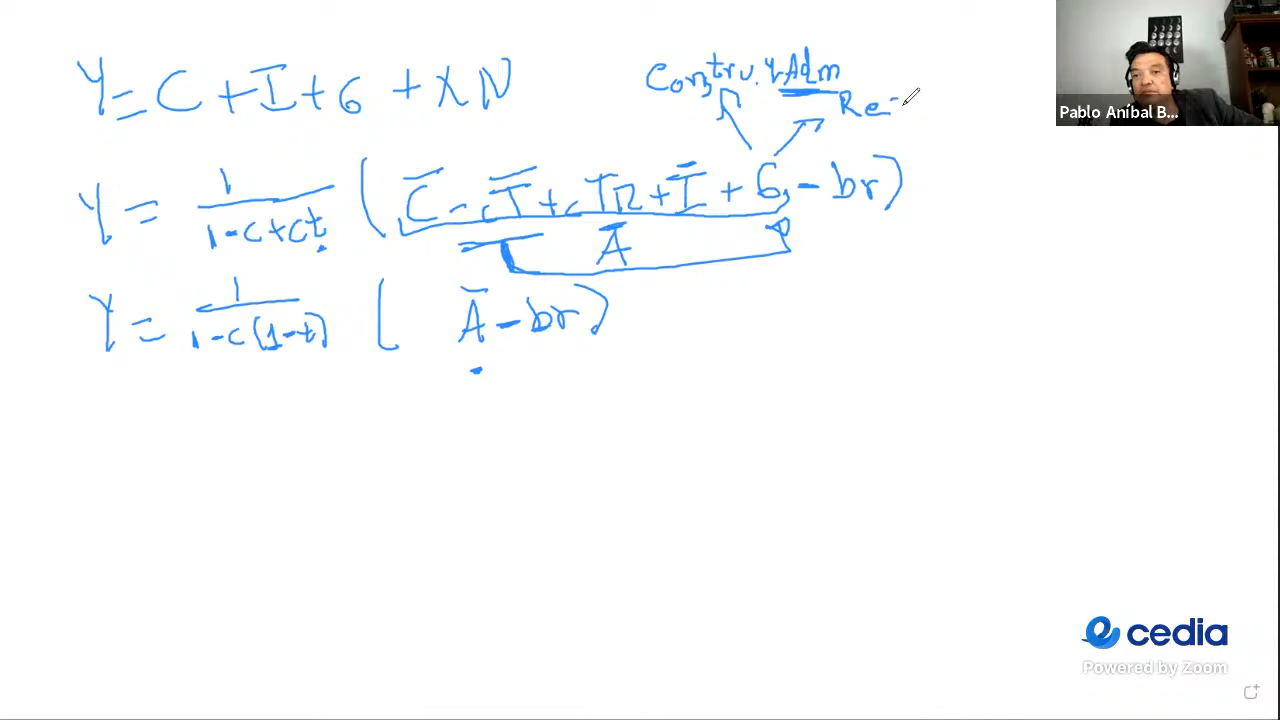 Y = C + I + G + XN
Constru. y Adm
Re
Y = 1/(1-c+ct) ( C̄ - cT̄ + cTR + Ī + G - br)
Ā
Y = 1/(1-c(1-t)) ( Ā - br)
Pablo Aníbal B...
cedia
Powered by Zoom